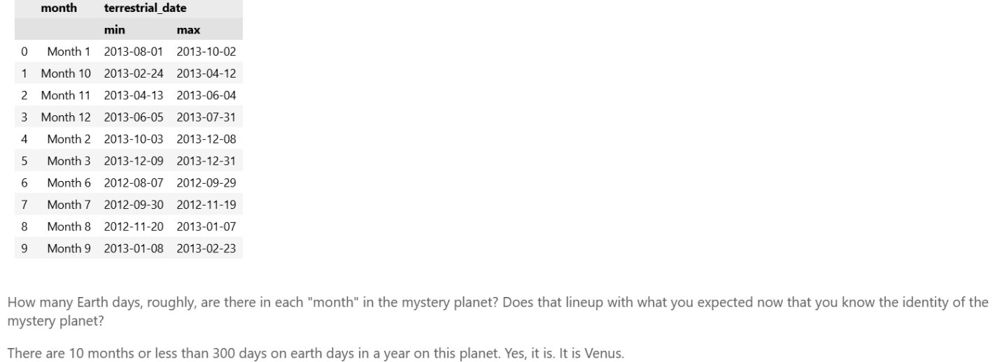 month terrestrial_date
min max
0 Month 1 2013-08-01 2013-10-02
1 Month 10 2013-02-24 2013-04-12
2 Month 11 2013-04-13 2013-06-04
3 Month 12 2013-06-05 2013-07-31
4 Month 2 2013-10-03 2013-12-08
5 Month 3 2013-12-09 2013-12-31
6 Month 6 2012-08-07 2012-09-29
7 Month 7 2012-09-30 2012-11-19
8 Month 8 2012-11-20 2013-01-07
9 Month 9 2013-01-08 2013-02-23
How many Earth days, roughly, are there in each "month" in the mystery planet? Does that lineup with what you expected now that you know the identity of the
mystery planet?
There are 10 months or less than 300 days on earth days in a year on this planet. Yes, it is. It is Venus.